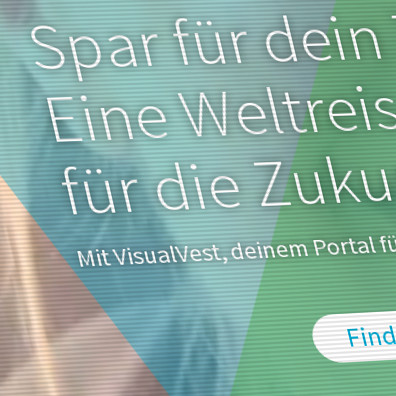 Spar für dein
Eine Weltreis
für die Zuku
Mit VisualVest, deinem Portal fü
Find